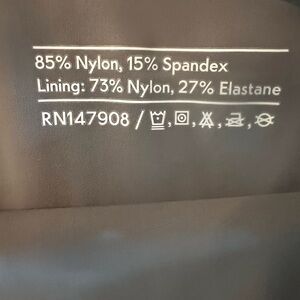 85% Nylon, 15% Spandex
Lining: 73% Nylon, 27% Elastane
RN147908 /